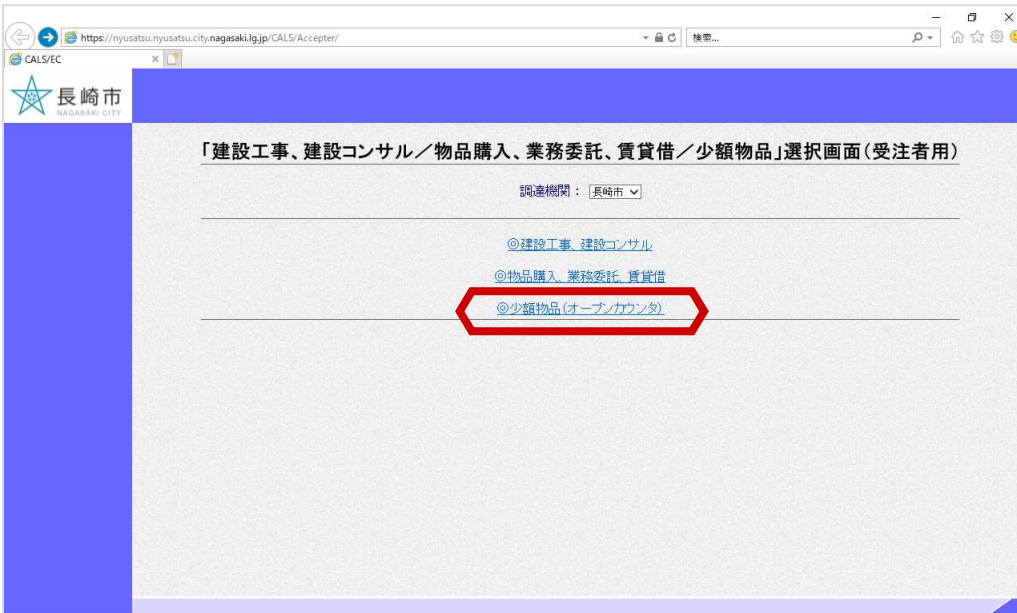 https://nyusatsu.nyusatsu.city.nagasaki.lg.jp/CALS/Accepter/
検索...
CALS/EC
長崎市
NAGASAKI CITY
「建設工事、建設コンサル／物品購入、業務委託、賃貸借／少額物品」選択画面（受注者用）
調達機関： 長崎市
◎建設工事、建設コンサル
◎物品購入、業務委託、賃貸借
◎少額物品（オープンカウンタ）